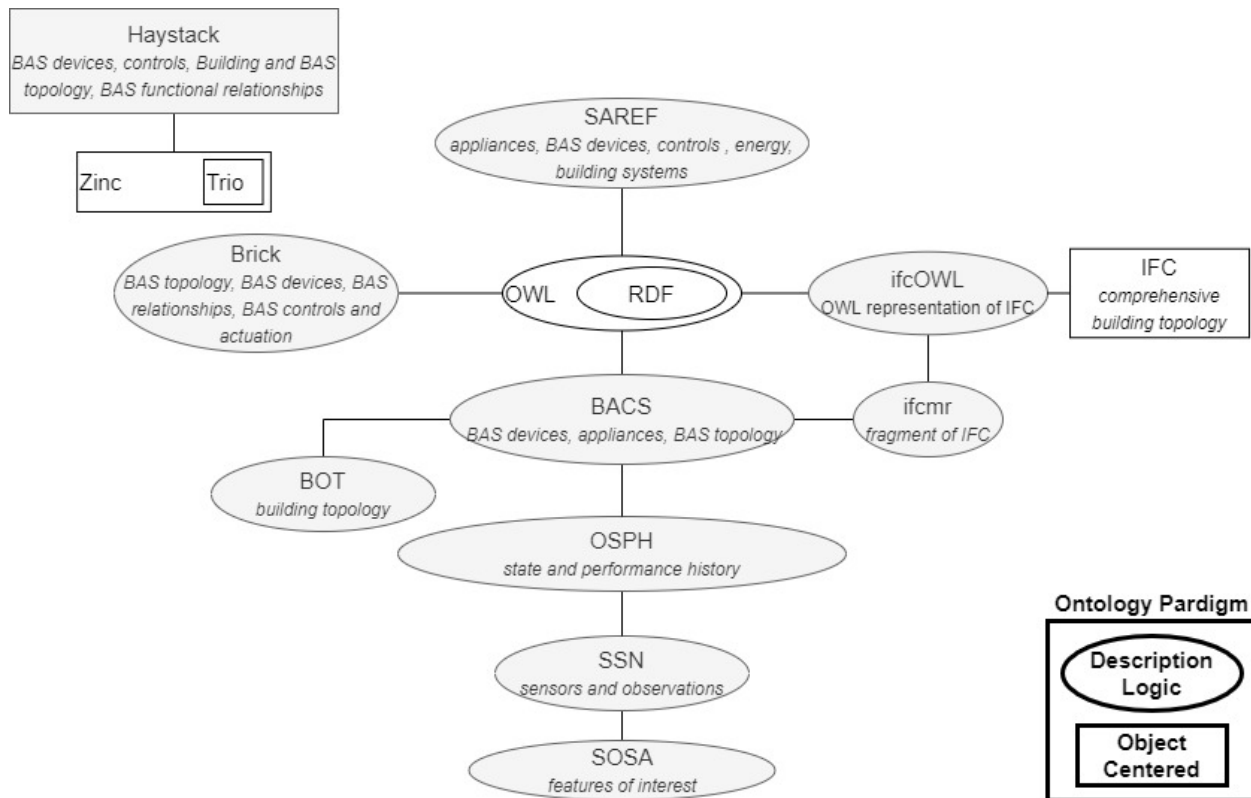 Haystack
BAS devices, controls, Building and BAS
topology, BAS functional relationships
Zinc
Trio
SAREF
appliances, BAS devices, controls , energy,
building systems
Brick
BAS topology, BAS devices, BAS
relationships, BAS controls and
actuation
OWL
RDF
ifcOWL
OWL representation of IFC
IFC
comprehensive
building topology
BACS
BAS devices, appliances, BAS topology
ifcmr
fragment of IFC
BOT
building topology
OSPH
state and performance history
SSN
sensors and observations
SOSA
features of interest
Ontology Pardigm
Description
Logic
Object
Centered